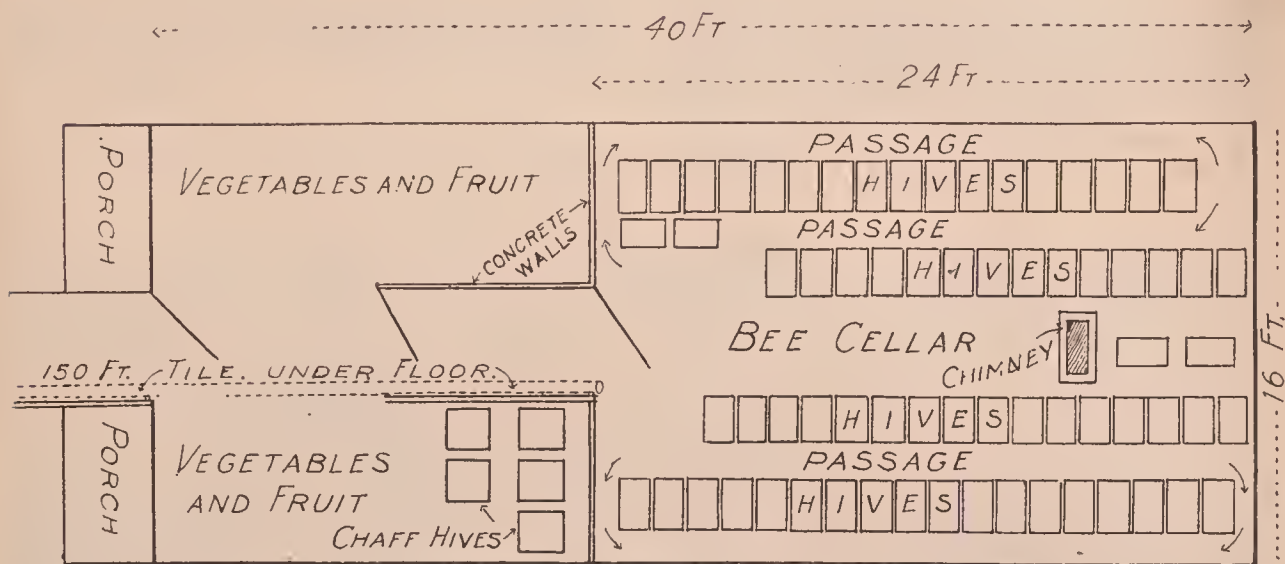 40 FT
24 FT
PORCH
VEGETABLES AND FRUIT
CONCRETE
WALLS
PASSAGE
HIVES
PASSAGE
HIVES
BEE CELLAR
CHIMNEY
16 FT.
150 FT. TILE. UNDER FLOOR.
PORCH
VEGETABLES
AND FRUIT
CHAFF HIVES
HIVES
PASSAGE
HIVES